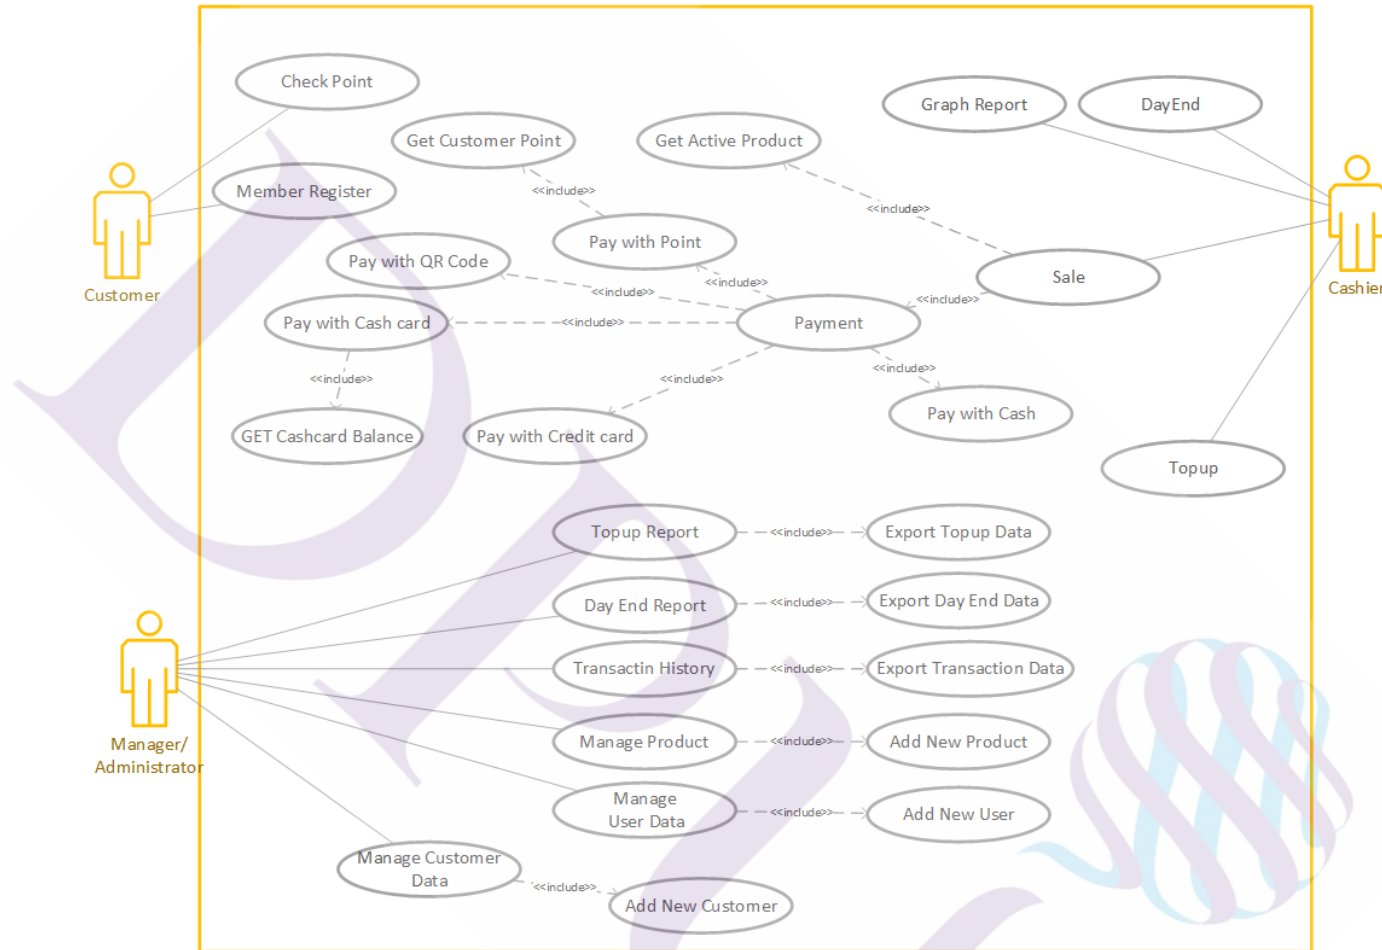 Check Point
Graph Report
DayEnd
Get Customer Point
Get Active Product
Member Register
<<include>>
<<include>>
Pay with Point
Pay with QR Code
Sale
Customer
Cashier
<<include>>
<<include>>
<<include>>
Pay with Cash card
<<include>>
Payment
<<include>>
<<include>>
<<include>>
Pay with Cash
GET Cashcard Balance
Pay with Credit card
Topup
Topup Report
<<include>>
Export Topup Data
Day End Report
<<include>>
Export Day End Data
Transactin History
<<include>>
Export Transaction Data
Manager/
Administrator
Manage Product
<<include>>
Add New Product
Manage
User Data
<<include>>
Add New User
Manage Customer
Data
<<include>>
Add New Customer